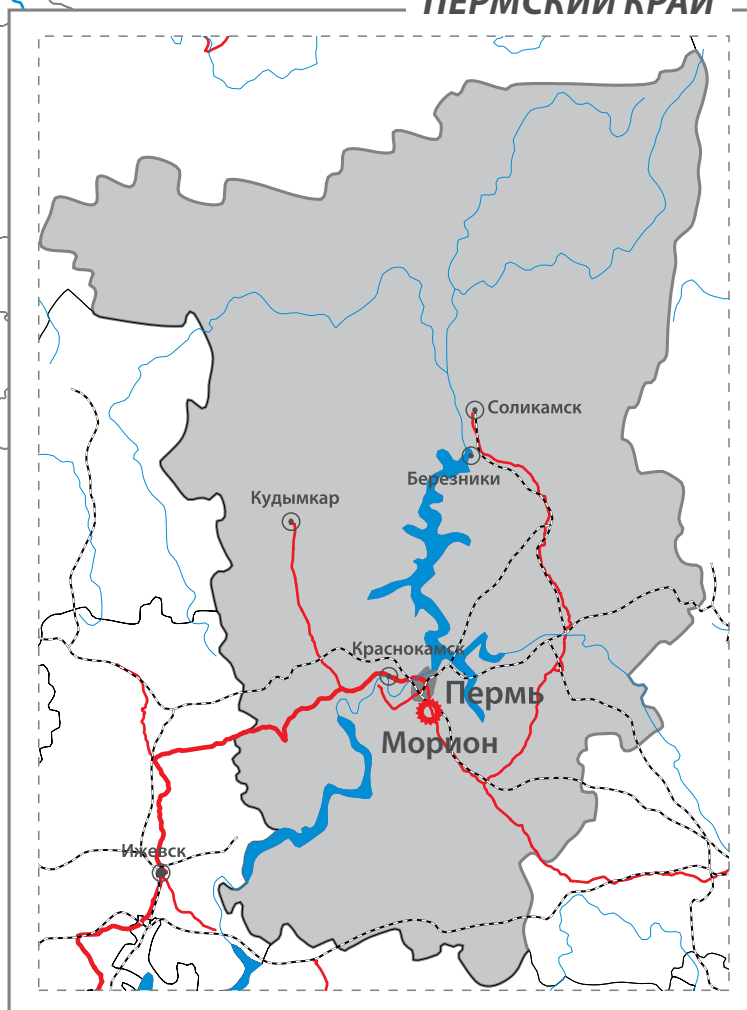 ПЕРМСКИЙ КРАЙ
Соликамск
Березники
Кудымкар
Краснокамск
Пермь
Морион
Ижевск